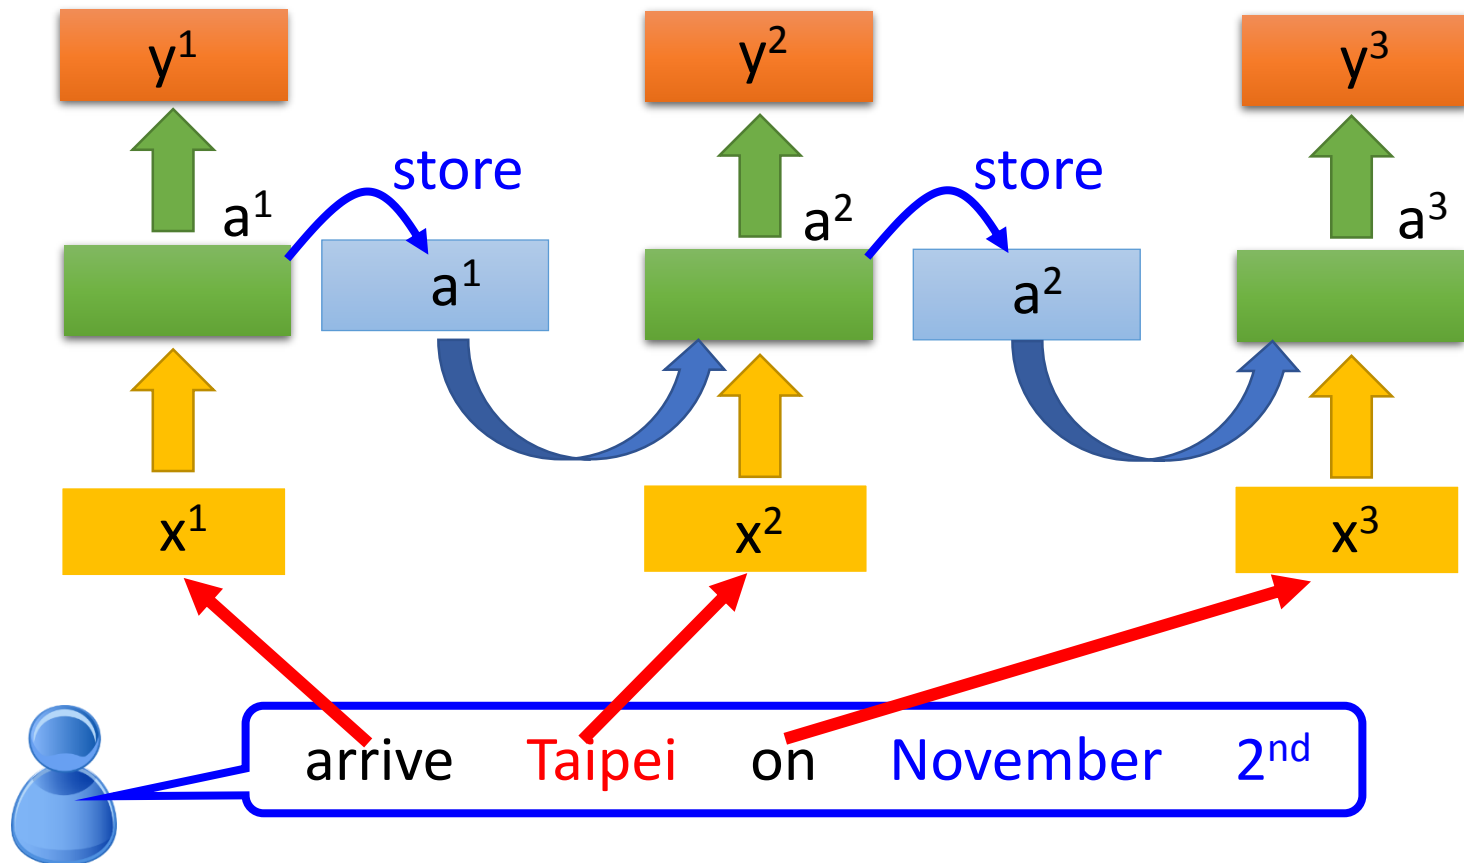 y¹ y² y³
store store
a¹ a² a³
a¹ a²
x¹ x² x³
arrive Taipei on November 2ⁿᵈ